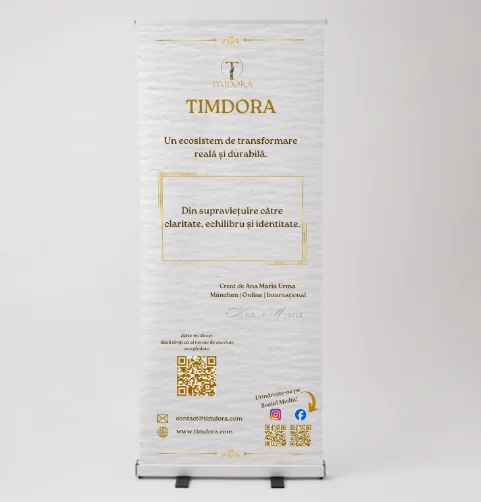 TIMDORA
TIMDORA
Un ecosistem de transformare
reală și durabilă.
Din supraviețuire către
claritate, echilibru și identitate.
Creat de Ana Maria Urma
Munclum | Online | Internațional
Ana Maria
contact@timdora.com
www.timdora.com
Urmărește-ne pe
Social Media!